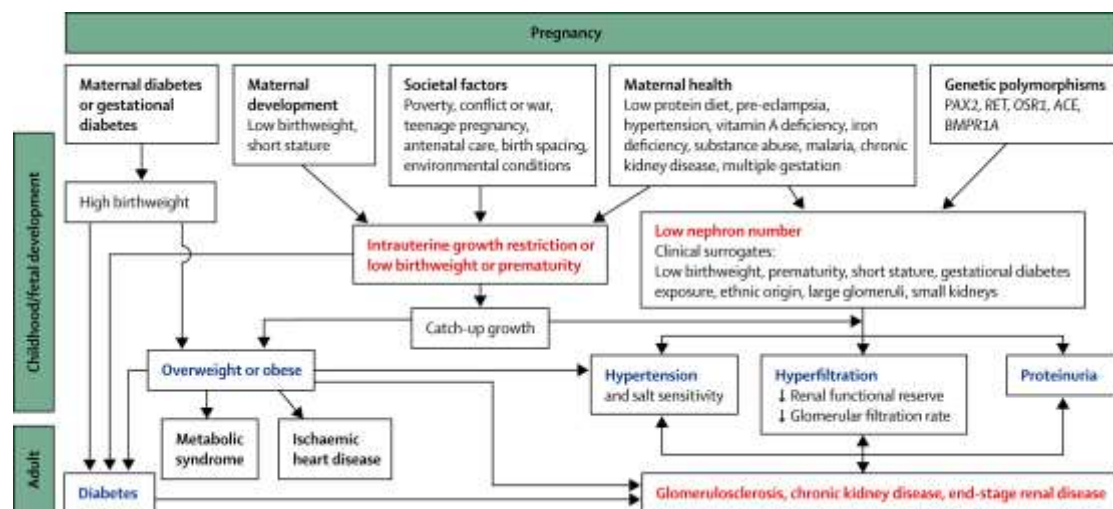 Pregnancy
Maternal diabetes
or gestational
diabetes
Maternal
development
Low birthweight,
short stature
Societal factors
Poverty, conflict or war,
teenage pregnancy,
antenatal care, birth spacing,
environmental conditions
Maternal health
Low protein diet, pre-eclampsia,
hypertension, vitamin A deficiency, iron
deficiency, substance abuse, malaria, chronic
kidney disease, multiple gestation
Genetic polymorphisms
PAX2, RET, OSR1, ACE,
BMPR1A
Childhood/fetal development
High birthweight
Intrauterine growth restriction or
low birthweight or prematurity
Low nephron number
Clinical surrogates:
Low birthweight, prematurity, short stature, gestational diabetes
exposure, ethnic origin, large glomeruli, small kidneys
Catch-up growth
Overweight or obese
Hypertension
and salt sensitivity
Hyperfiltration
↓ Renal functional reserve
↓ Glomerular filtration rate
Proteinuria
Metabolic
syndrome
Ischaemic
heart disease
Adult
Diabetes
Glomerulosclerosis, chronic kidney disease, end-stage renal disease